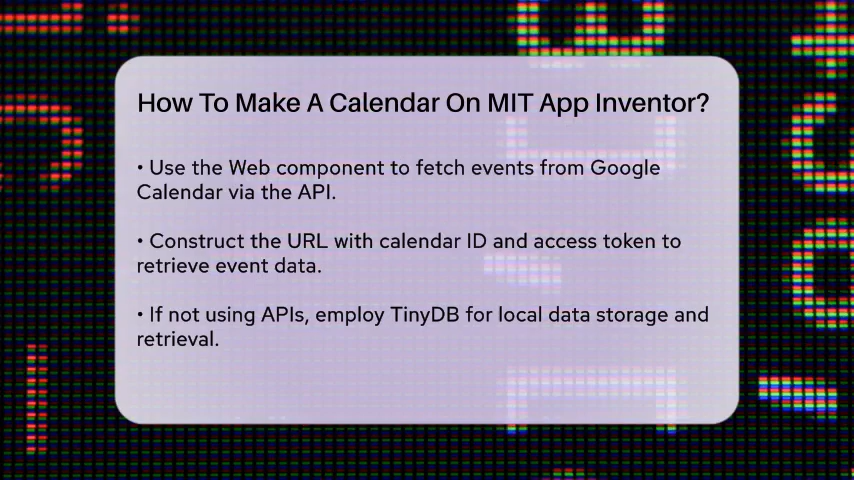 How To Make A Calendar On MIT App Inventor?
• Use the Web component to fetch events from Google
Calendar via the API.
• Construct the URL with calendar ID and access token to
retrieve event data.
• If not using APIs, employ TinyDB for local data storage and
retrieval.